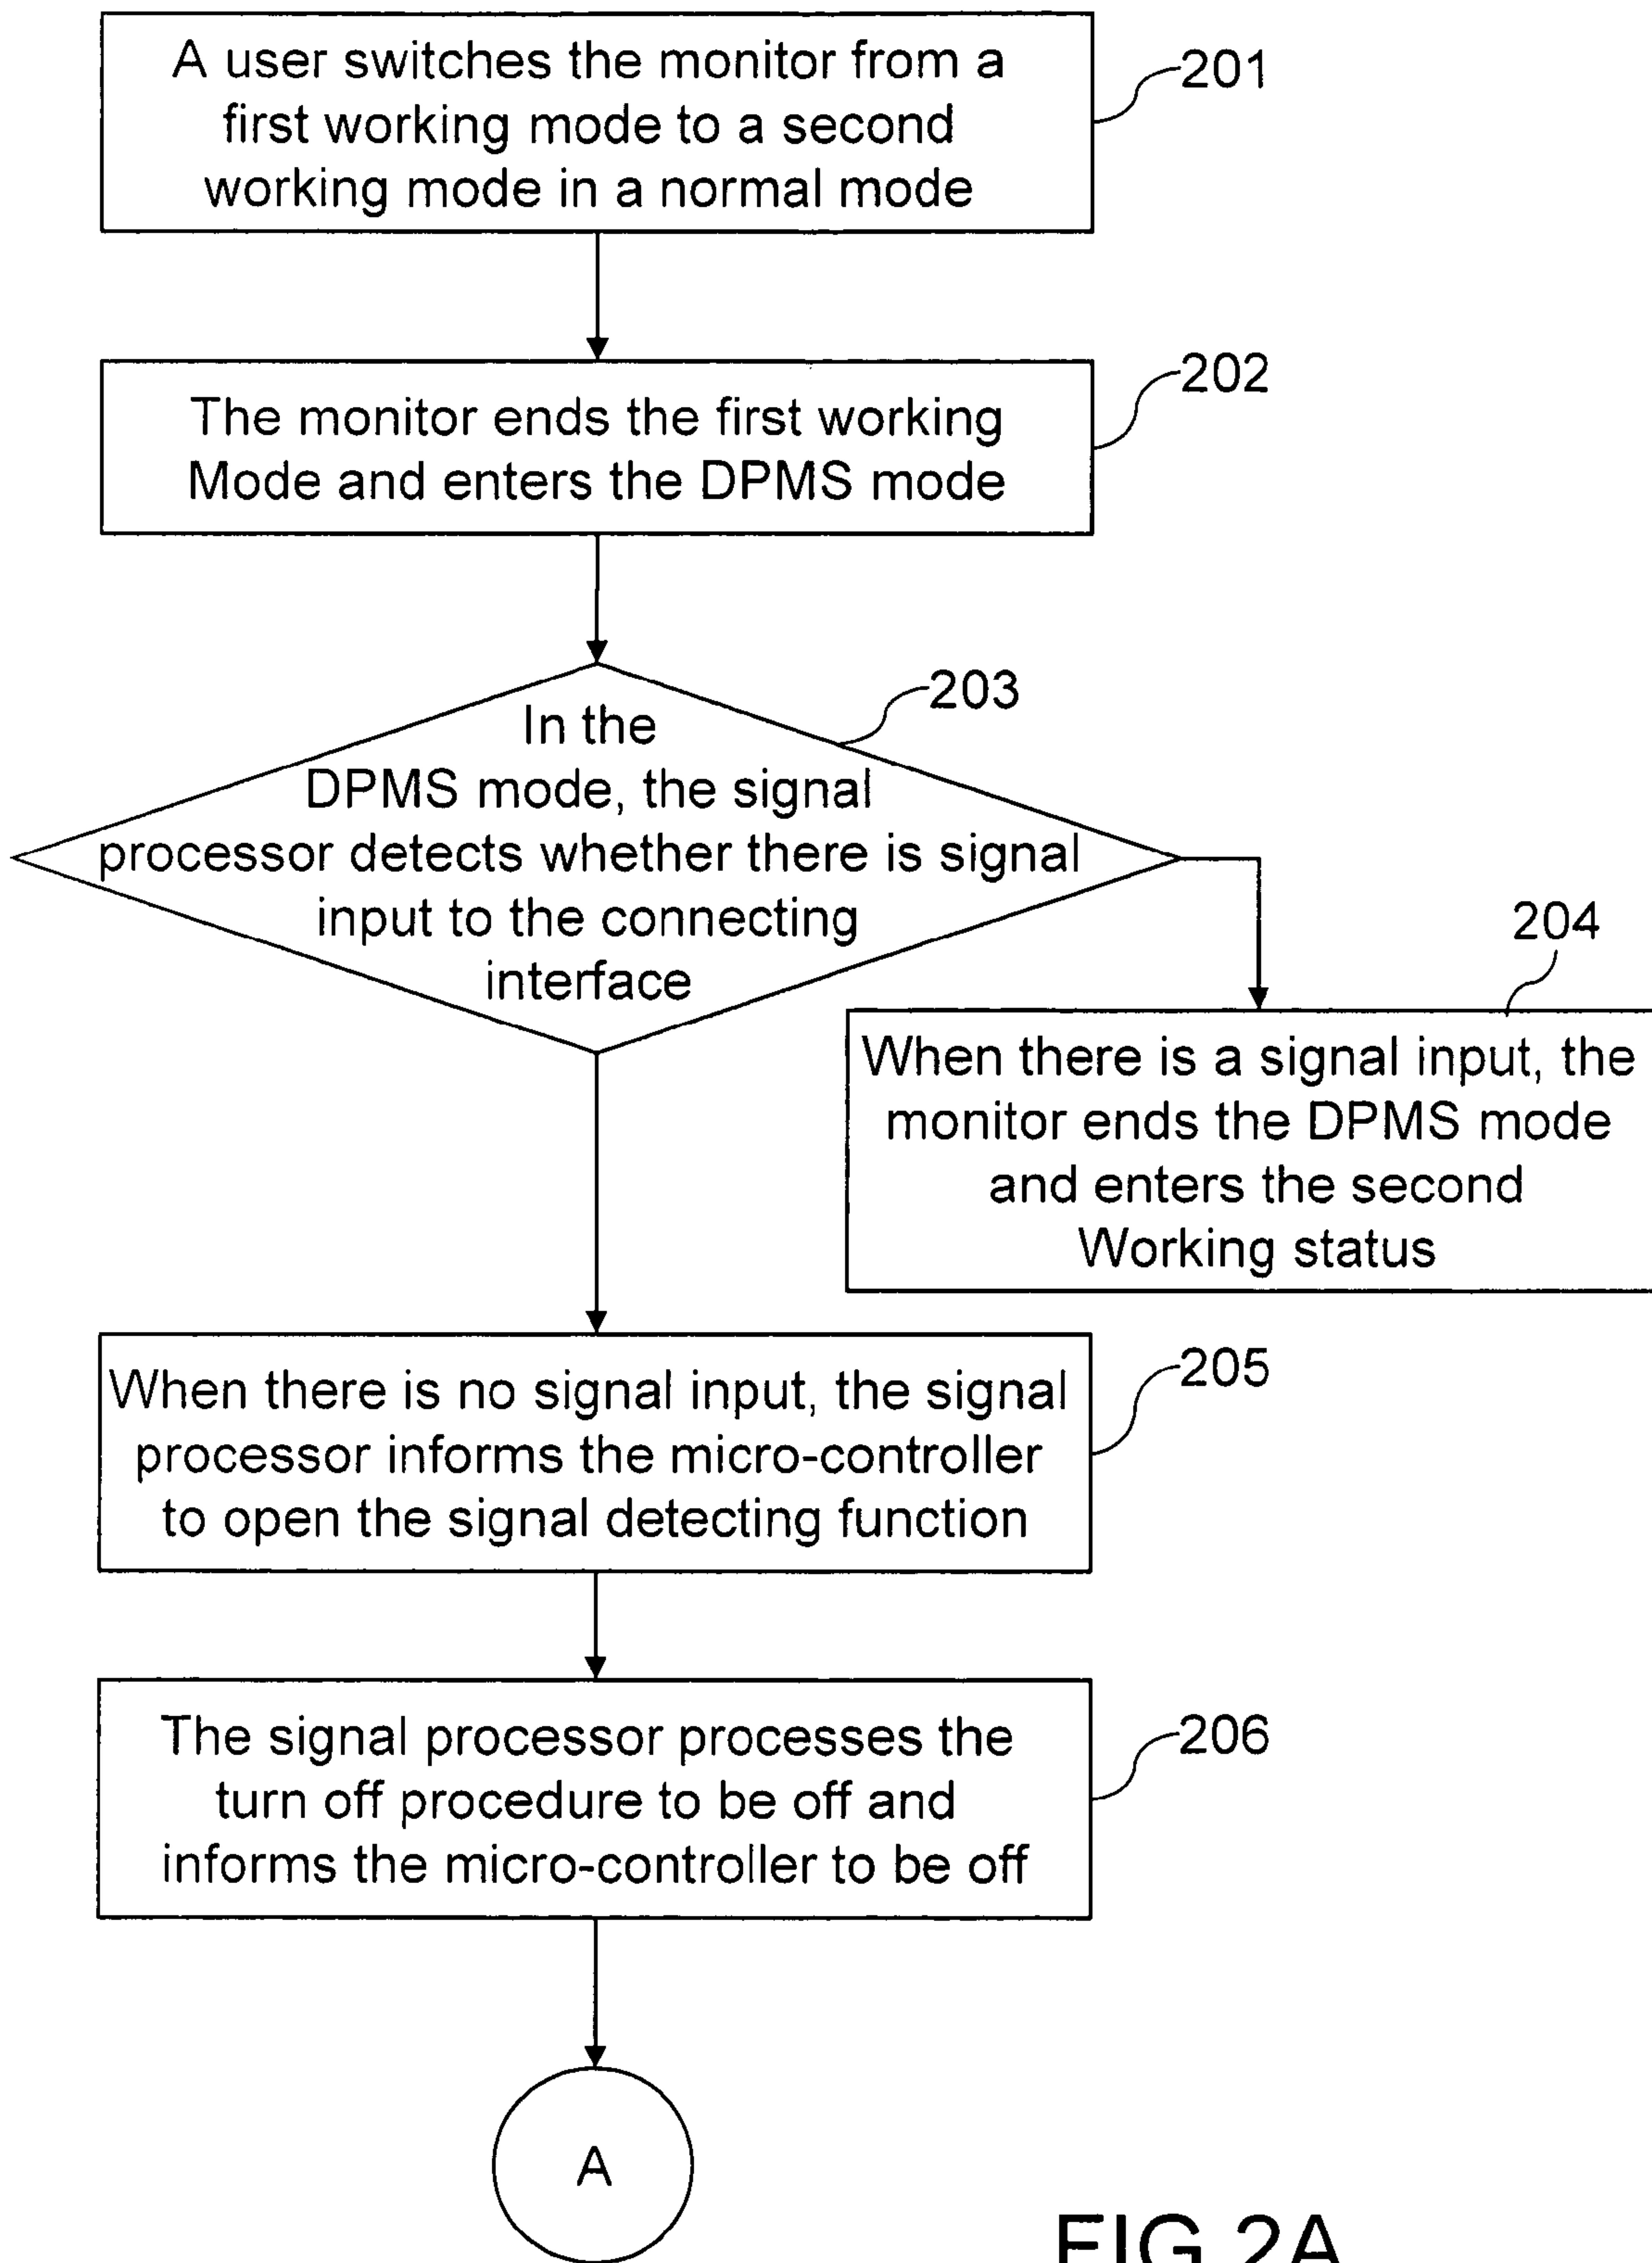 A user switches the monitor from a
first working mode to a second
working mode in a normal mode
201
The monitor ends the first working
Mode and enters the DPMS mode
202
In the
DPMS mode, the signal
processor detects whether there is signal
input to the connecting
interface
203
204
When there is a signal input, the
monitor ends the DPMS mode
and enters the second
Working status
When there is no signal input, the signal
processor informs the micro-controller
to open the signal detecting function
205
The signal processor processes the
turn off procedure to be off and
informs the micro-controller to be off
206
A
FIG.2A